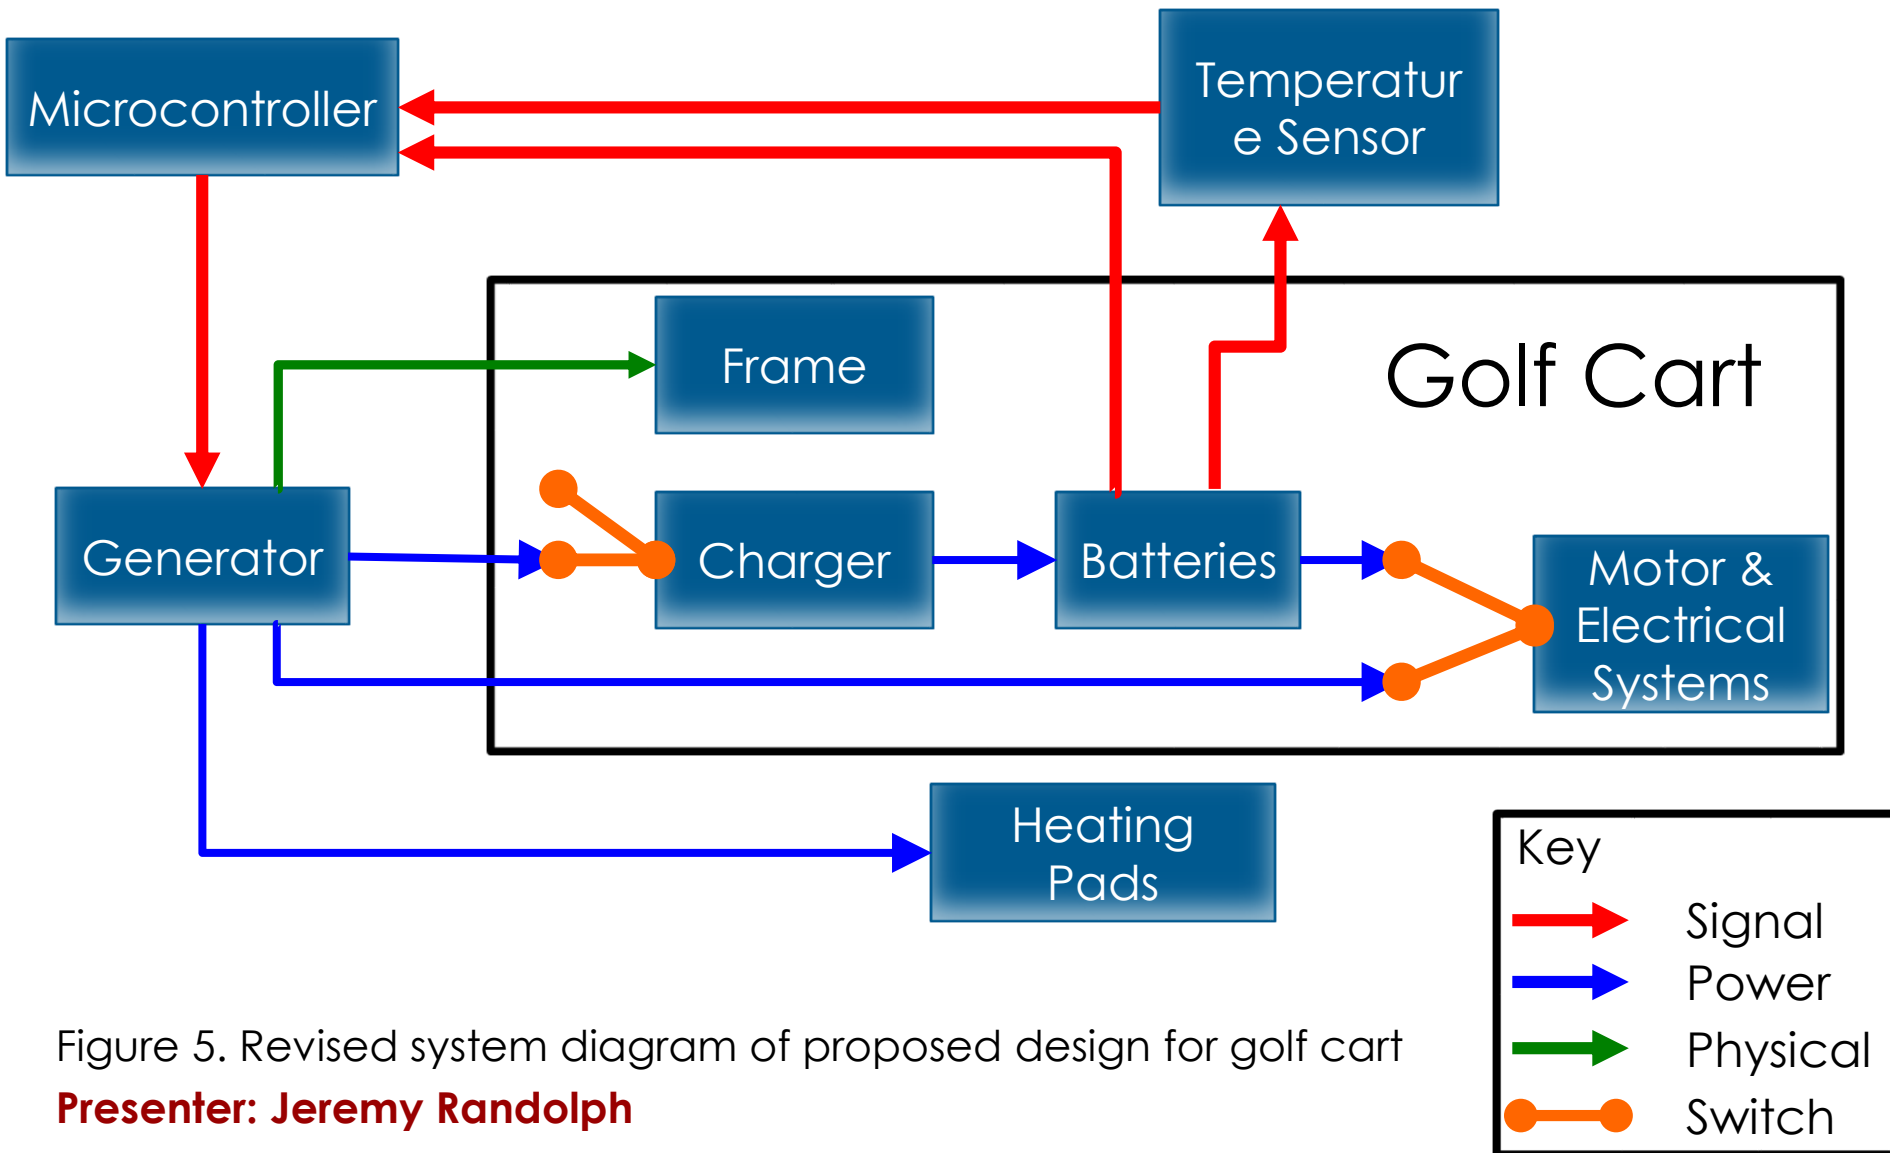 Microcontroller
Temperatur
e Sensor
Frame
Golf Cart
Generator
Charger
Batteries
Motor &
Electrical
Systems
Heating
Pads
Key
Signal
Power
Physical
Switch
Figure 5. Revised system diagram of proposed design for golf cart
Presenter: Jeremy Randolph